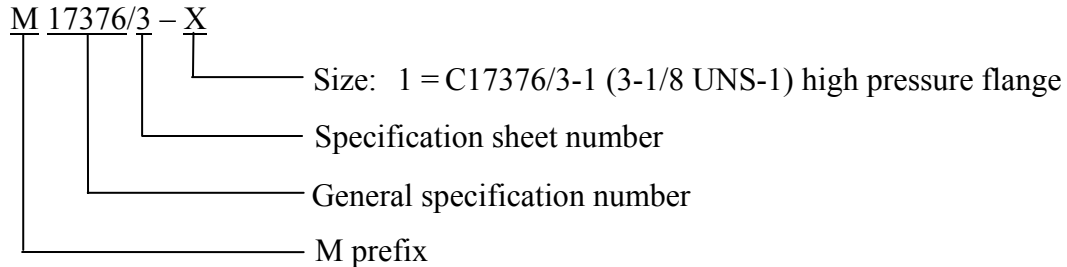 M 17376/3 – X
Size: 1 = C17376/3-1 (3-1/8 UNS-1) high pressure flange
Specification sheet number
General specification number
M prefix